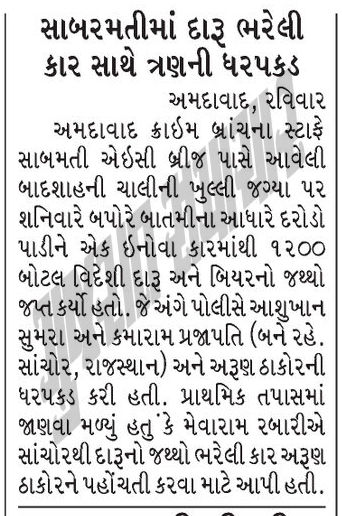 સાબરમતીમાં દારૂ ભરેલી
કાર સાથે ત્રણની ધરપકડ
અમદાવાદ, રવિવાર
અમદાવાદ ક્રાઇમ બ્રાંચના સ્ટાફે
સાબમતી એઇસી બ્રીજ પાસે આવેલી
બાદશાહની ચાલીની ખુલ્લી જગ્યા પર
શનિવારે બપોરે બાતમીના આધારે દરોડો
પાડીને એક ઇનોવા કારમાંથી ૧૨૦૦
બોટલ વિદેશી દારૂ અને બિયરનો જથ્થો
જપ્ત કર્યો હતો. જે અંગે પોલીસે આશુખાન
સુમરા અને કમારામ પ્રજાપતિ (બને રહે.
સાંચોર, રાજસ્થાન) અને અરૂણ ઠાકોરની
ધરપકડ કરી હતી. પ્રાથમિક તપાસમાં
જાણવા મળ્યું હતુ ં કે મેવારામ રબારીએ
સાંચોરથી દારૂનો જથ્થો ભરેલી કાર અરૂણ
ઠાકોરને પહોંચતી કરવા માટે આપી હતી.